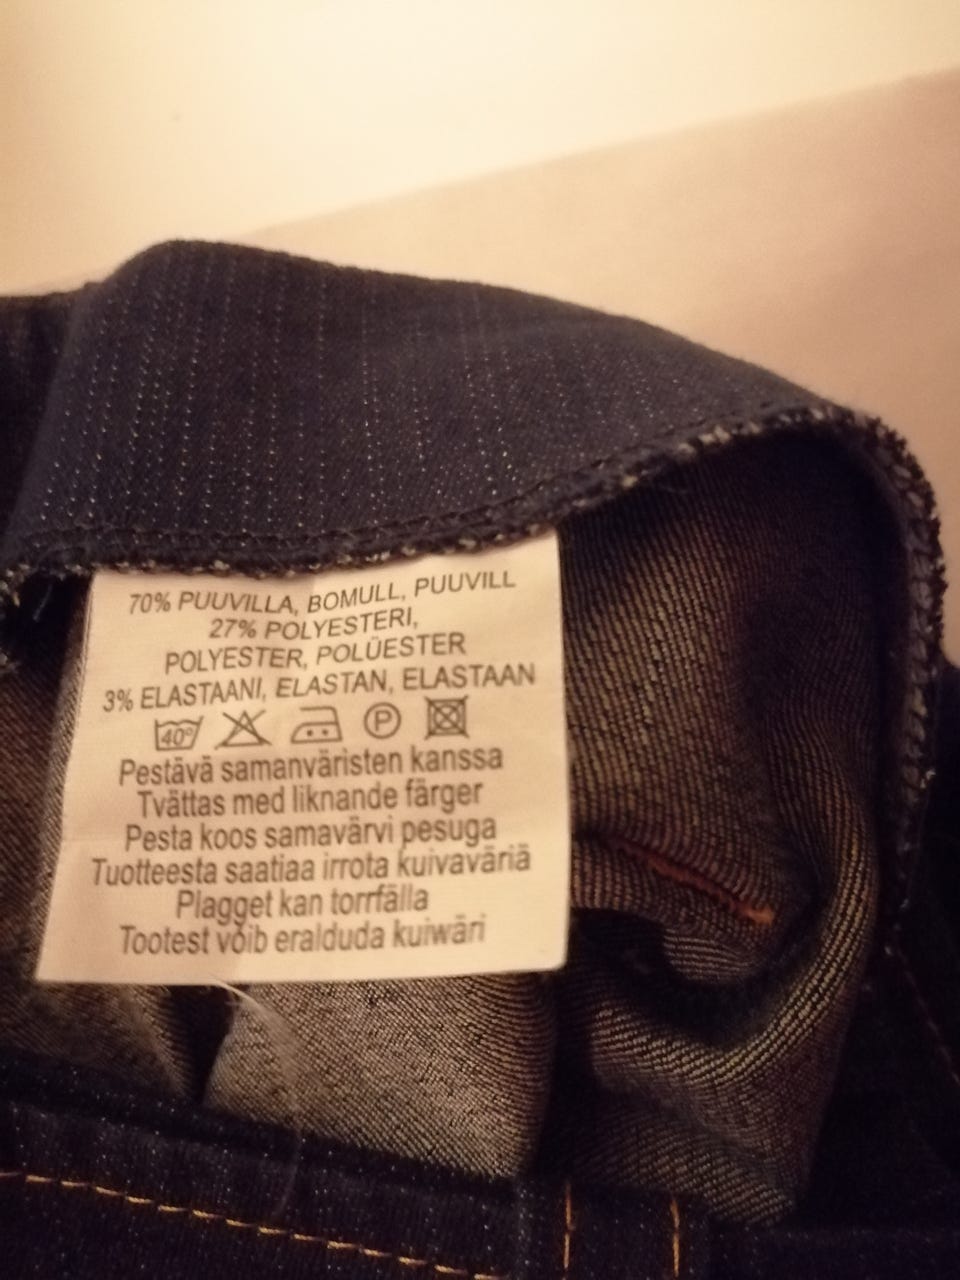 70% PUUVILLA, BOMULL, PUUVILL
27% POLYESTERI,
POLYESTER, POLÜESTER
3% ELASTAANI, ELASTAN, ELASTAAN
40° P
Pestävä samanväristen kanssa
Tvättas med liknande färger
Pesta koos samavärvi pesuga
Tuotteesta saatiaa irrota kuivaväriä
Plagget kan torrfälla
Tootest võib eralduda kuiwäri